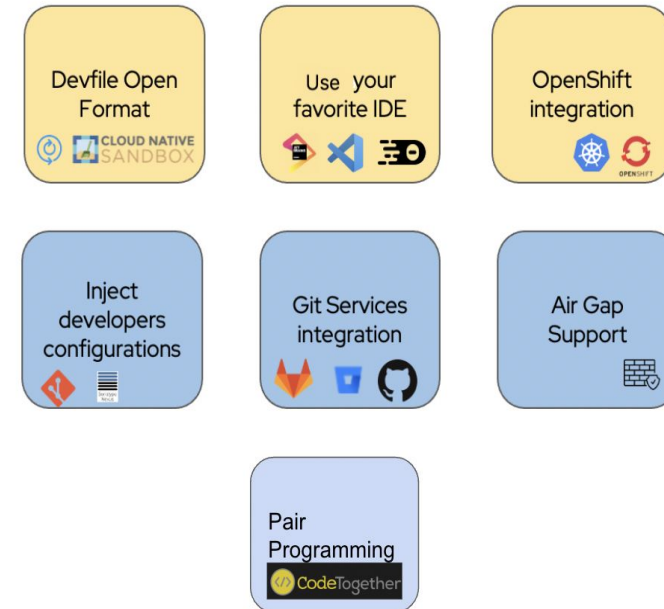 Devfile Open
Format
CLOUD NATIVE
SANDBOX
Use your
favorite IDE
OpenShift
integration
OPENSHIFT
Inject
developers
configurations
Git Services
integration
Air Gap
Support
Pair
Programming
CodeTogether